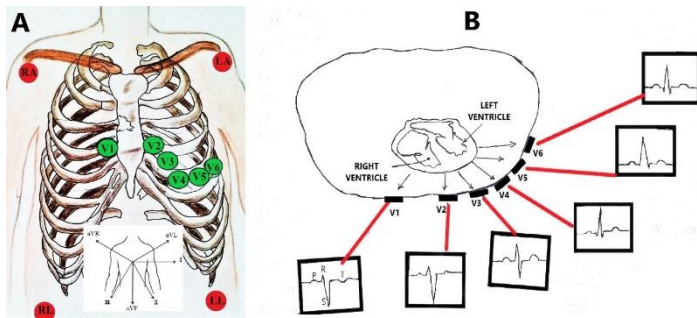 A
RA
LA
V1
V2
V3
V4
V5
V6
aVR
aVL
I
III
aVF
II
RL
LL
B
LEFT
VENTRICLE
RIGHT
VENTRICLE
V6
V5
V4
V3
V2
V1
R
P
T
S